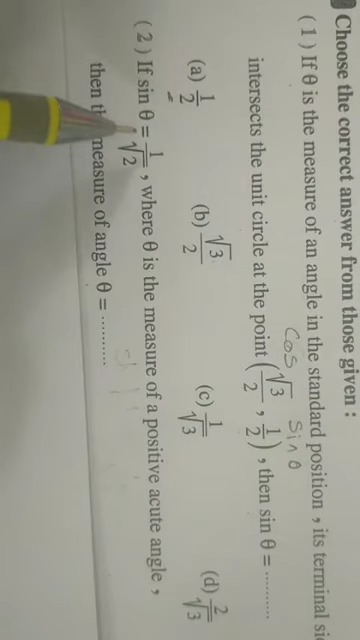 Choose the correct answer from those given :
( 1 ) If θ is the measure of an angle in the standard position , its terminal
Cos Sin θ
intersects the unit circle at the point (√3/2 , 1/2) , then sin θ = ...........
(a) 1/2 (b) √3/2 (c) 1/√3 (d) 2/√3
( 2 ) If sin θ = 1/√2 , where θ is the measure of a positive acute angle ,
then measure of angle θ = ..........